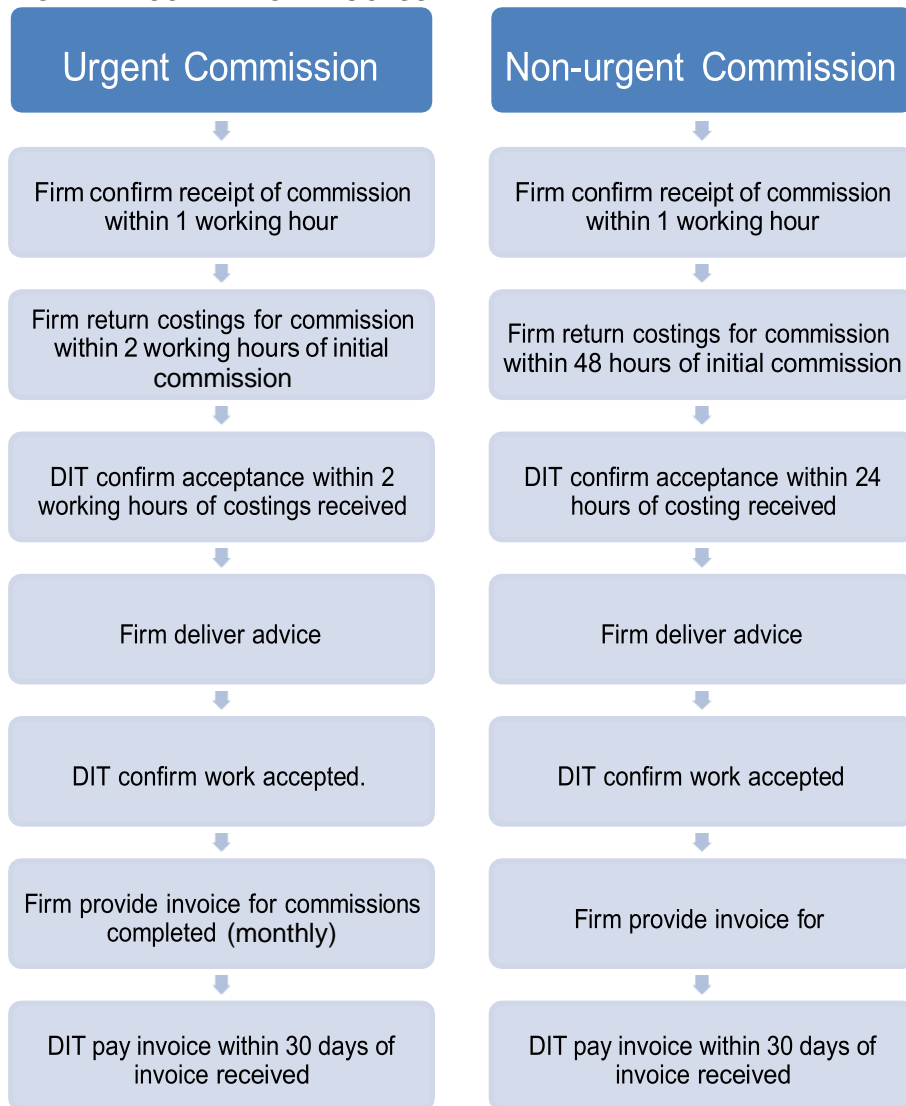 Urgent Commission
Firm confirm receipt of commission
within 1 working hour
Firm return costings for commission
within 2 working hours of initial
commission
DIT confirm acceptance within 2
working hours of costings received
Firm deliver advice
DIT confirm work accepted.
Firm provide invoice for commissions
completed (monthly)
DIT pay invoice within 30 days of
invoice received
Non-urgent Commission
Firm confirm receipt of commission
within 1 working hour
Firm return costings for commission
within 48 hours of initial commission
DIT confirm acceptance within 24
hours of costing received
Firm deliver advice
DIT confirm work accepted
Firm provide invoice for
DIT pay invoice within 30 days of
invoice received